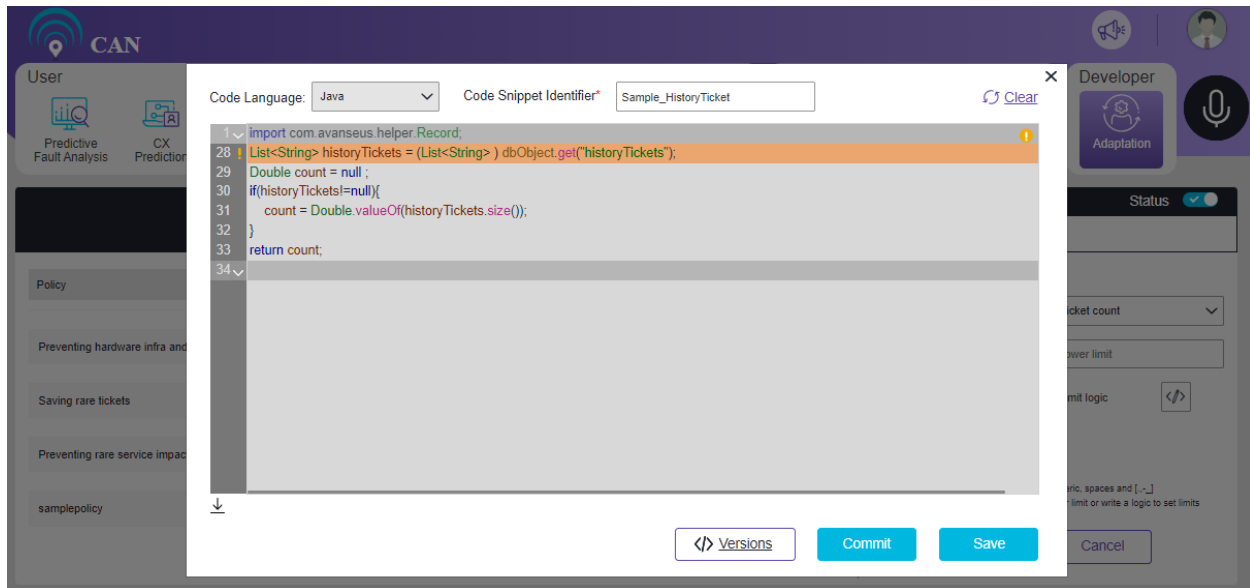 CAN
User
Developer
Predictive
Fault Analysis
CX
Prediction
Adaptation
Code Language:
Java
Code Snippet Identifier*
Sample_HistoryTicket
Clear
1 import com.avanseus.helper.Record;
28 List<String> historyTickets = (List<String> ) dbObject.get("historyTickets");
29 Double count = null ;
30 if(historyTickets!=null){
31 count = Double.valueOf(historyTickets.size());
32 }
33 return count;
34
Status
Policy
Preventing hardware infra and
Saving rare tickets
Preventing rare service impac
samplepolicy
icket count
ower limit
mit logic
</>
eric, spaces and [ .-_]
limit or write a logic to set limits
</> Versions
Commit
Save
Cancel